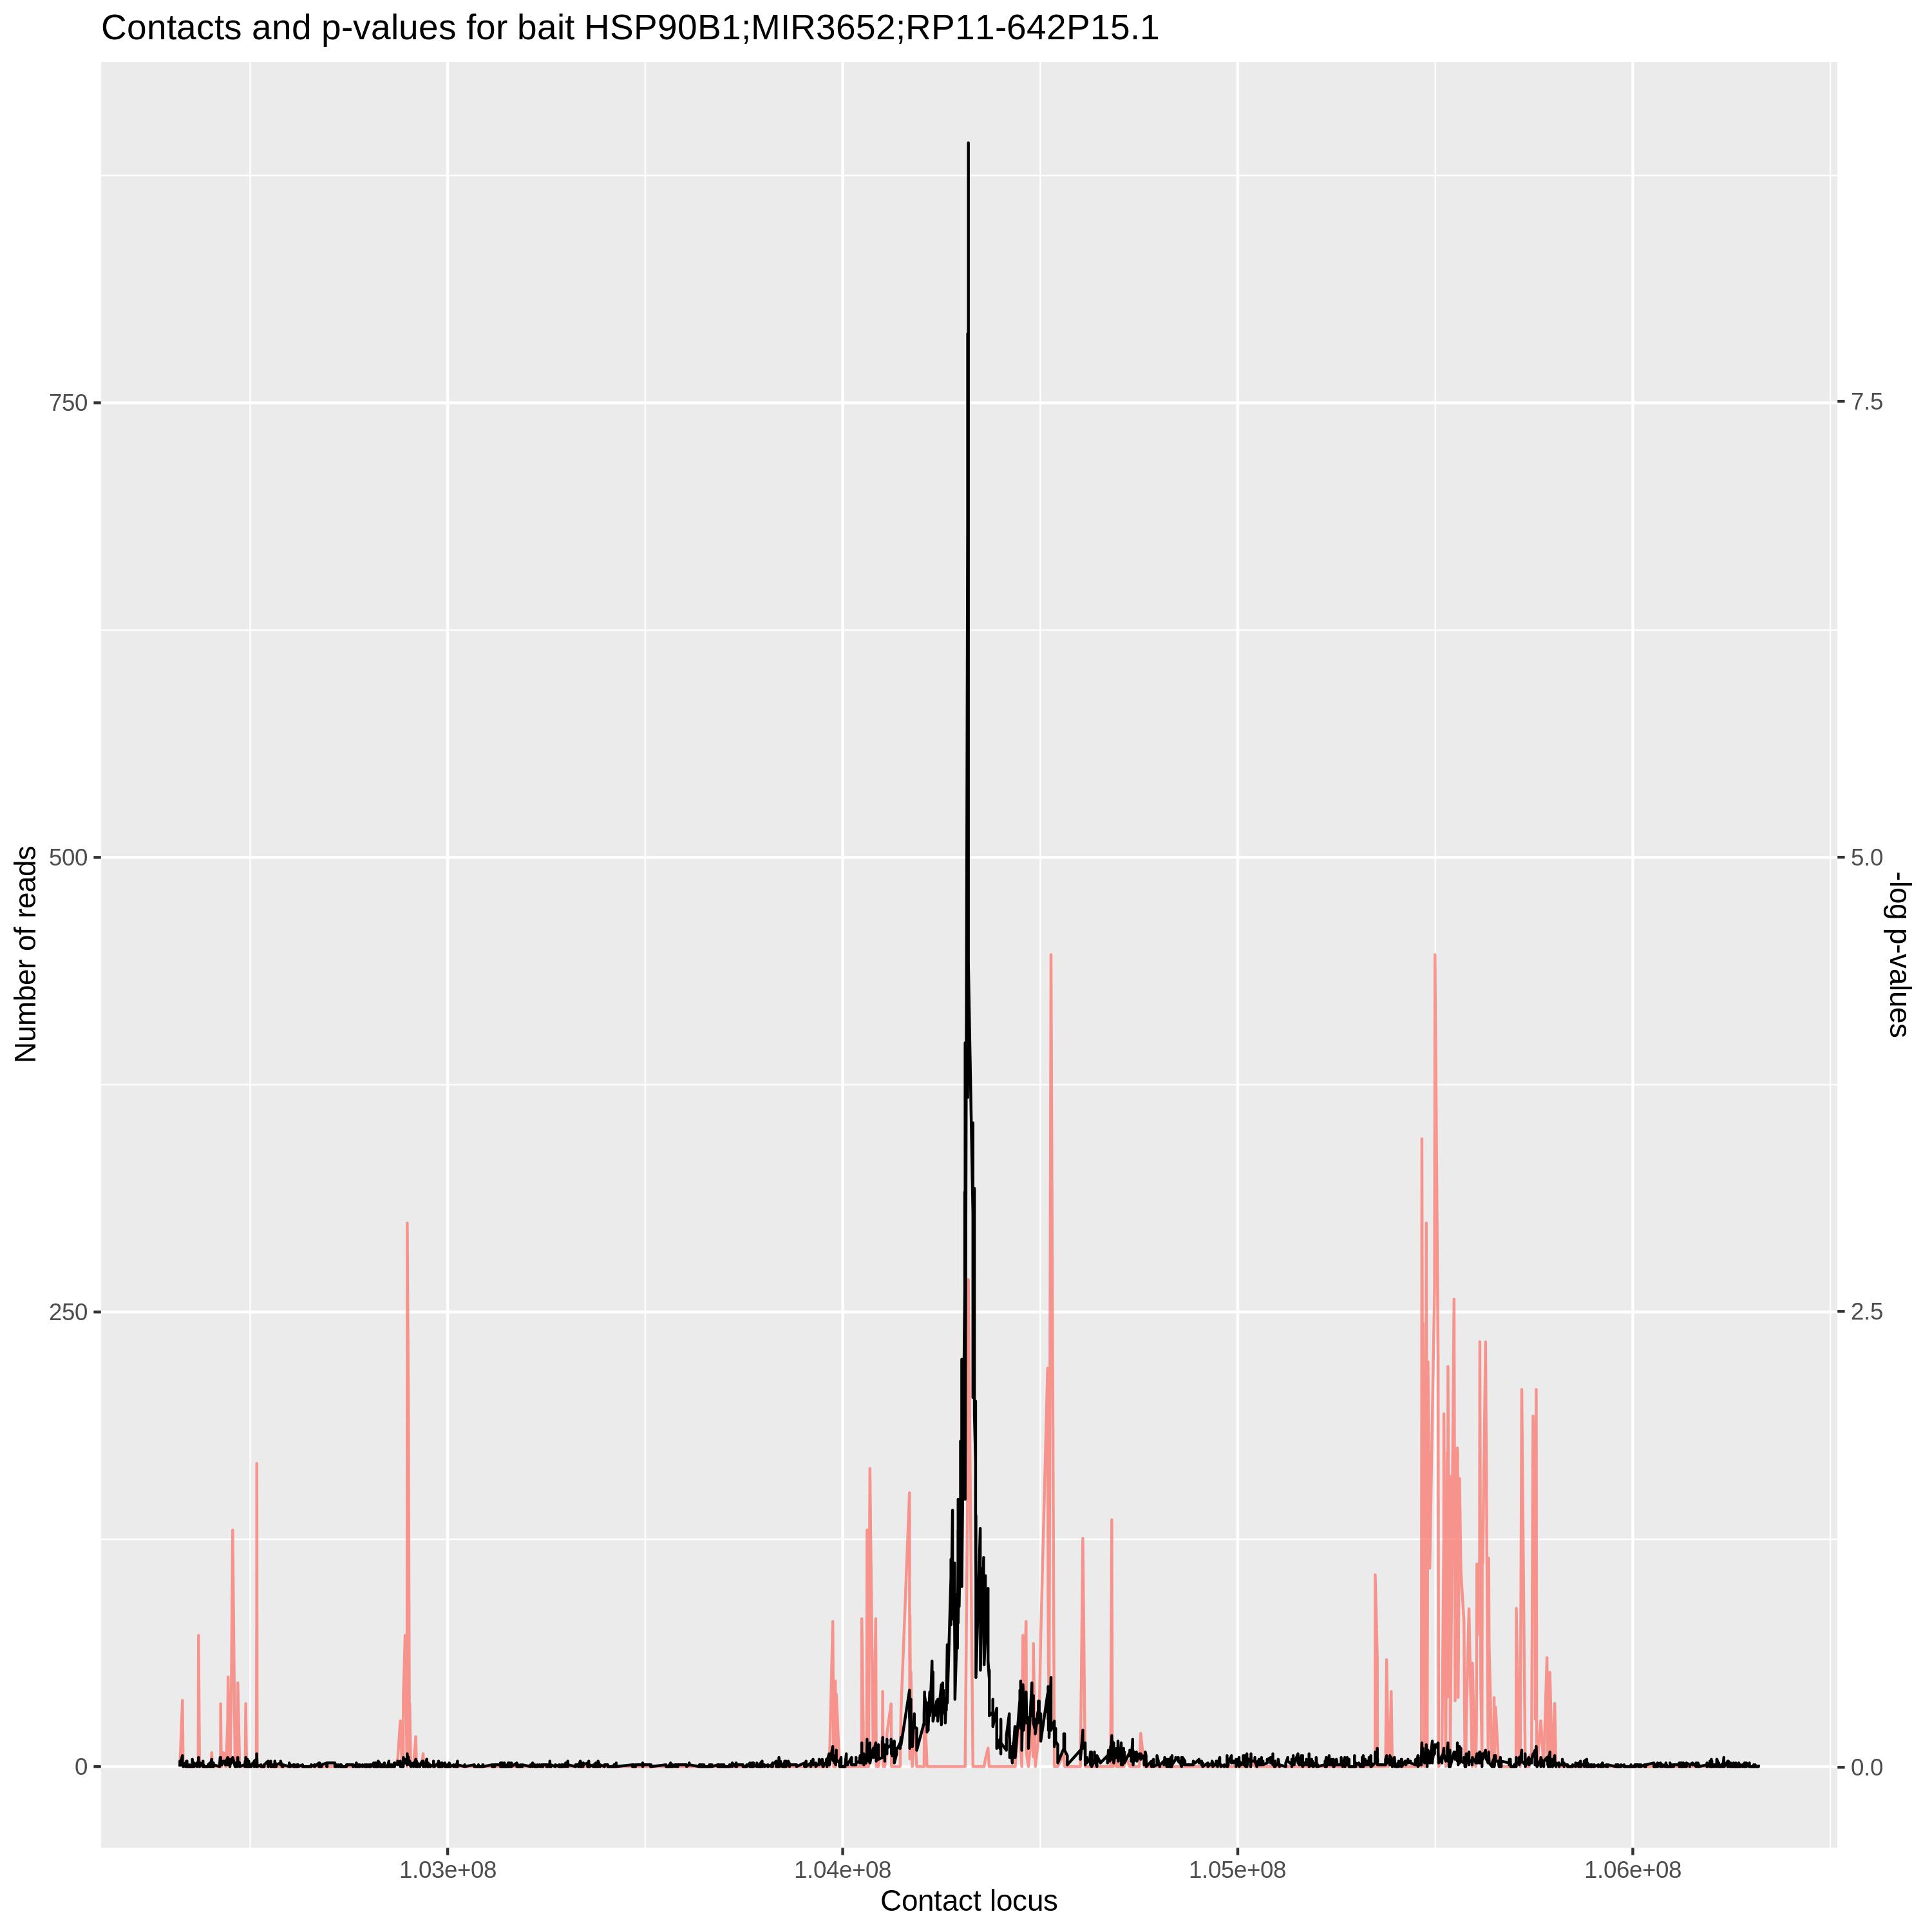 Contacts and p-values for bait HSP90B1;MIR3652;RP11-642P15.1
750
500
250
0
Number of reads
7.5
5.0
2.5
0.0
-log p-values
1.03e+08
1.04e+08
1.05e+08
1.06e+08
Contact locus